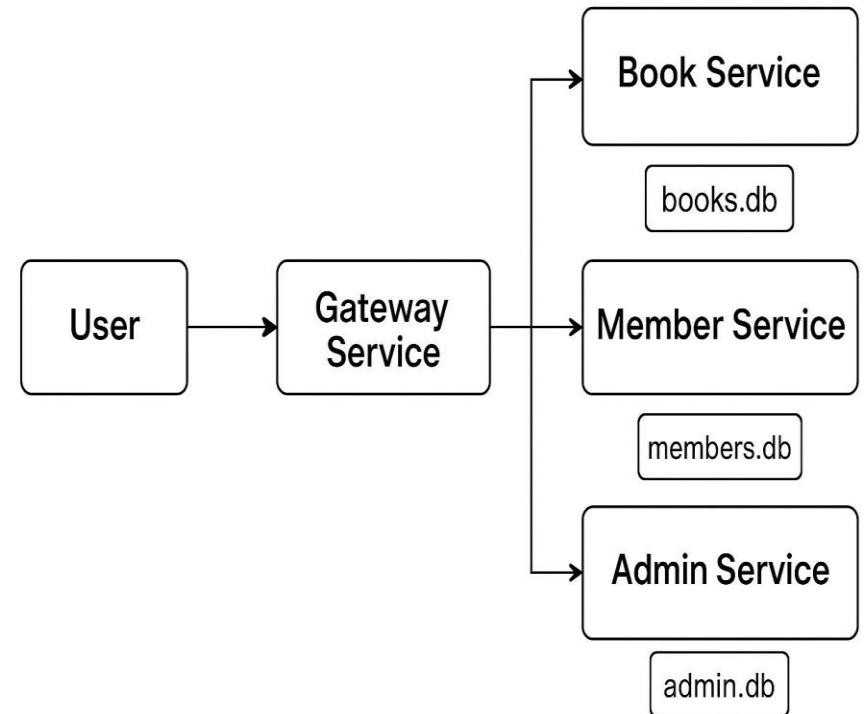 User
Gateway
Service
Book Service
books.db
Member Service
members.db
Admin Service
admin.db